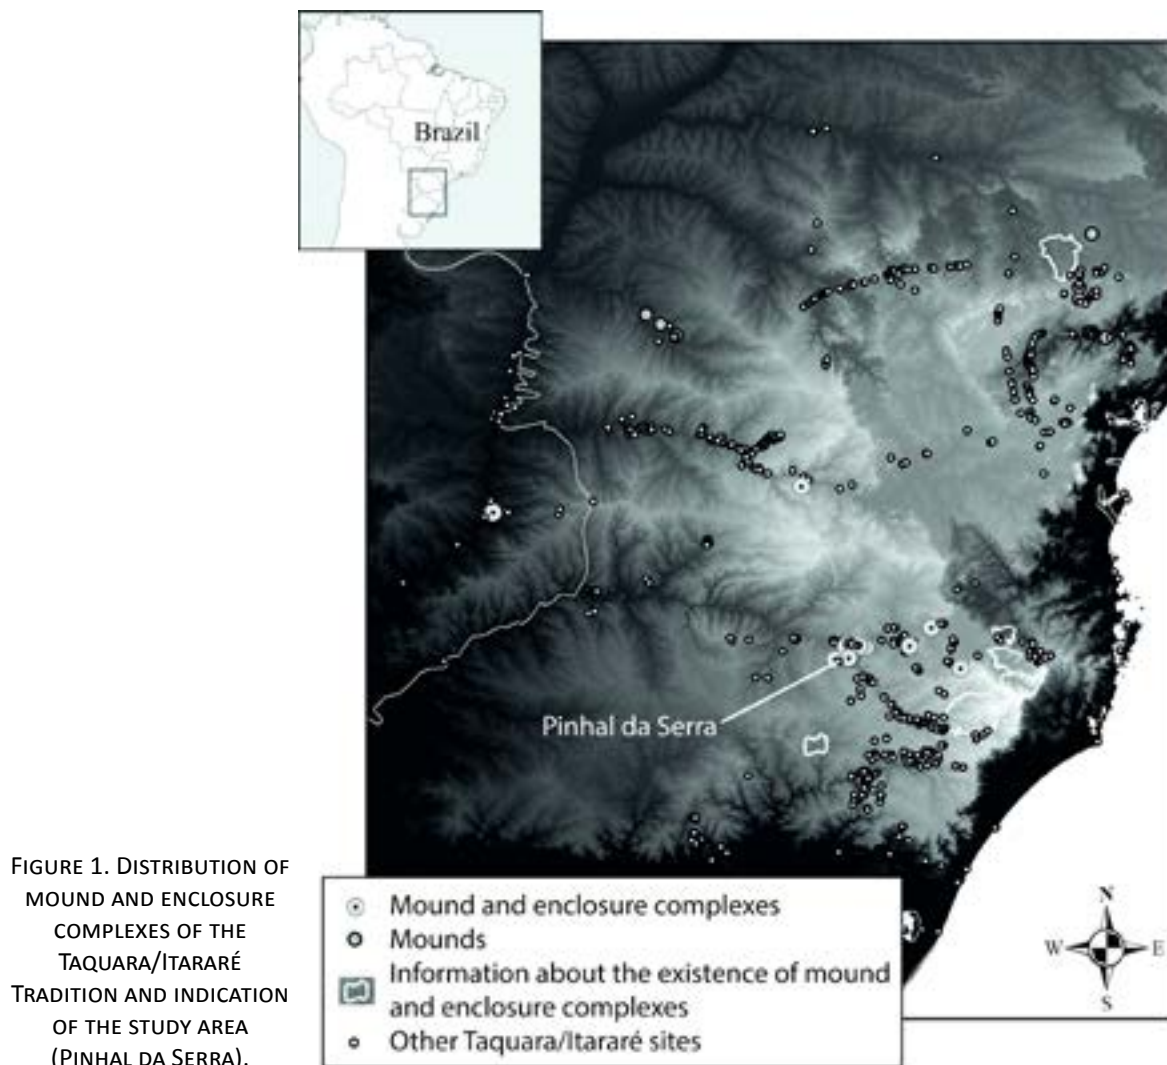 Brazil
Pinhal da Serra
Mound and enclosure complexes
Mounds
Information about the existence of mound
and enclosure complexes
Other Taquara/Itararé sites
N
W E
S
FIGURE 1. DISTRIBUTION OF
MOUND AND ENCLOSURE
COMPLEXES OF THE
TAQUARA/ITARARÉ
TRADITION AND INDICATION
OF THE STUDY AREA
(PINHAL DA SERRA).